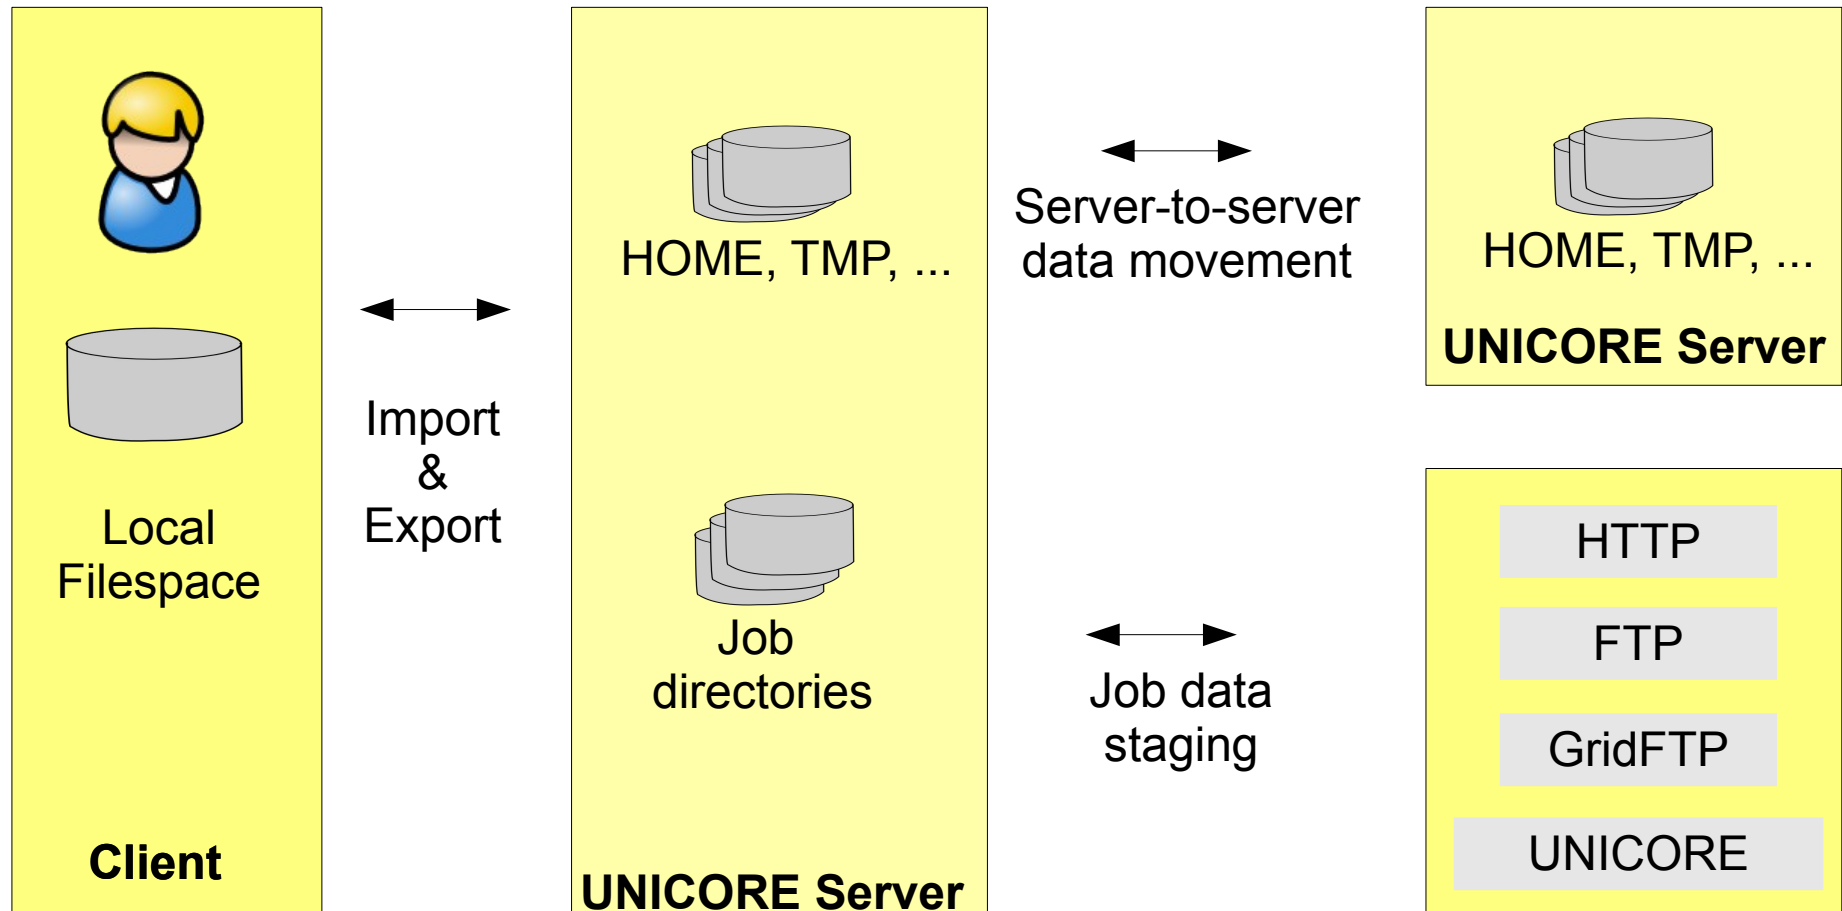 Local
Filespace
Client
Import
&
Export
HOME, TMP, ...
Job
directories
UNICORE Server
Server-to-server
data movement
Job data
staging
HOME, TMP, ...
UNICORE Server
HTTP
FTP
GridFTP
UNICORE